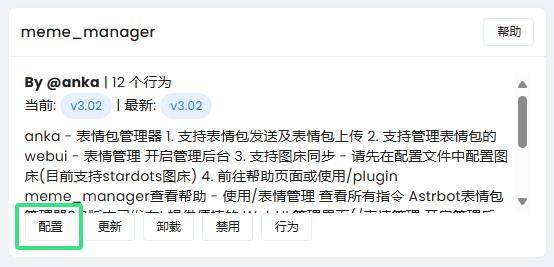 meme_manager
帮助
By @anka | 12 个行为
当前: v3.02 | 最新: v3.02
anka - 表情包管理器 1. 支持表情包发送及表情包上传 2. 支持管理表情包的
webui - 表情管理 开启管理后台 3. 支持图床同步 - 请先在配置文件中配置图
床(目前支持stardots图床) 4. 前往帮助页面或使用/plugin
meme_manager查看帮助 - 使用/表情管理 查看所有指令 Astrbot表情包
配置 更新 卸载 禁用 行为